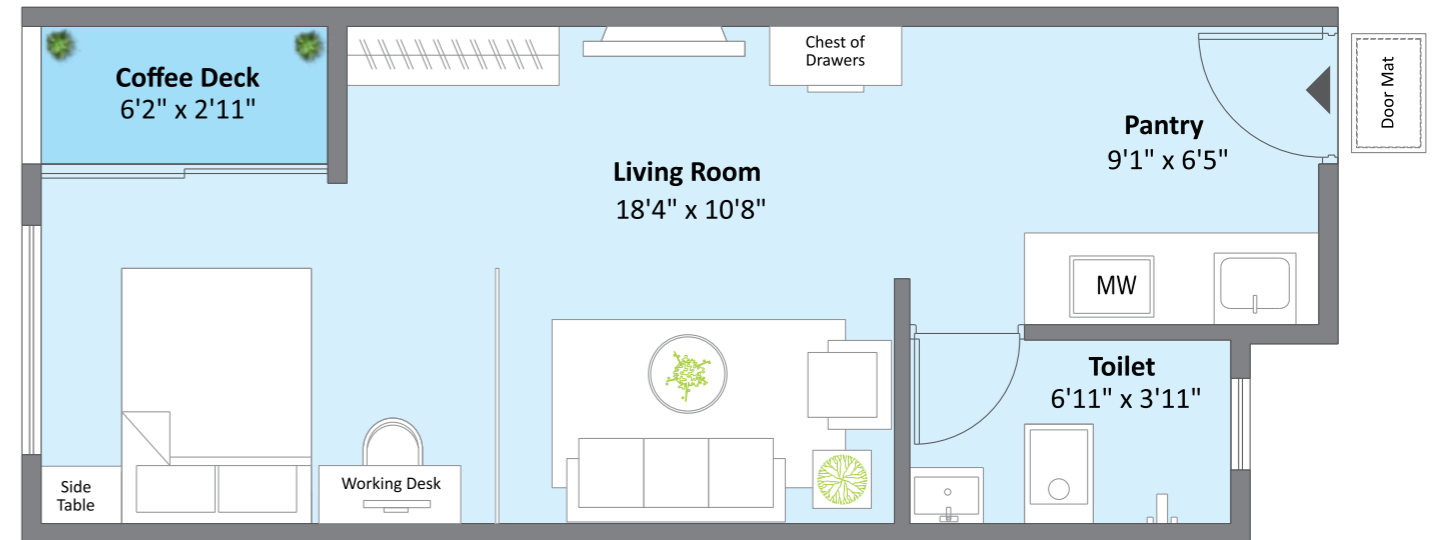 Coffee Deck
6'2" x 2'11"
Chest of
Drawers
Door Mat
Pantry
9'1" x 6'5"
Living Room
18'4" x 10'8"
MW
Toilet
6'11" x 3'11"
Side
Table
Working Desk